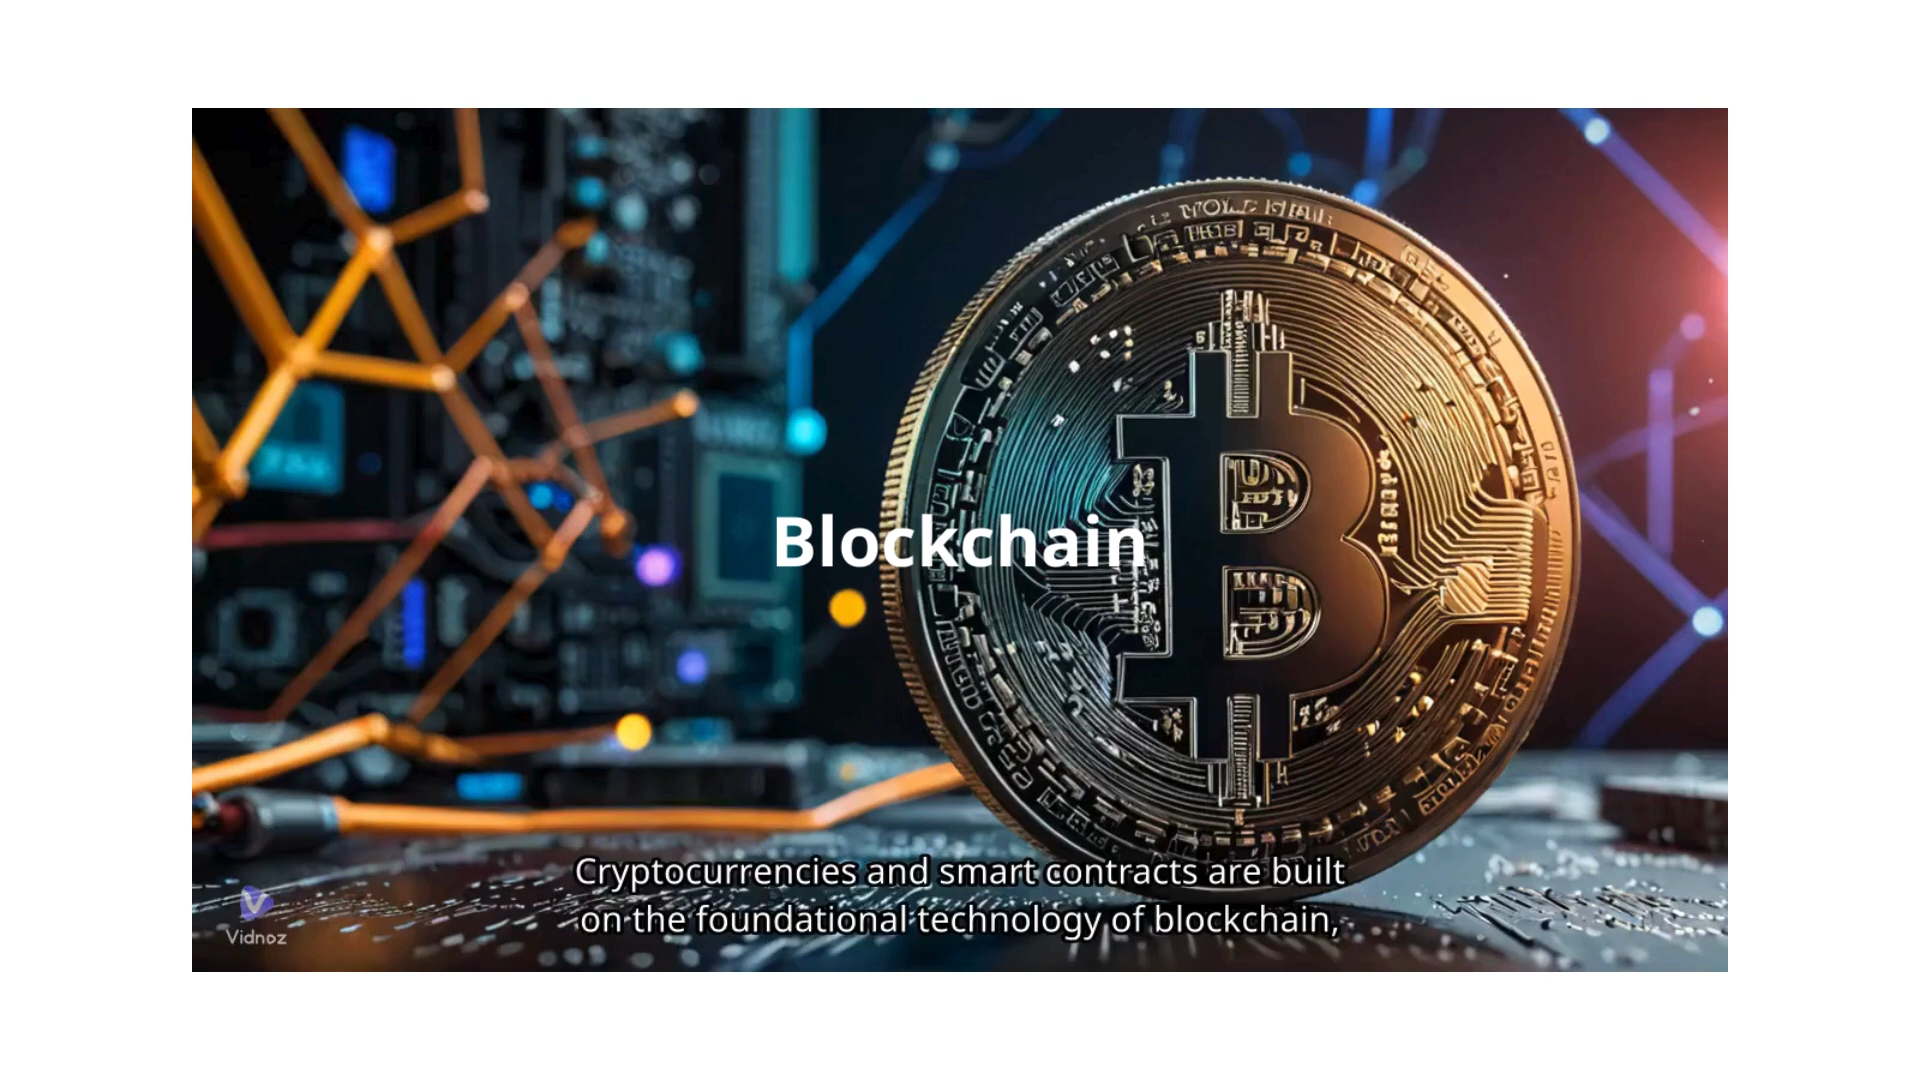 Blockchain
Cryptocurrencies and smart contracts are built
on the foundational technology of blockchain,
Vidnoz